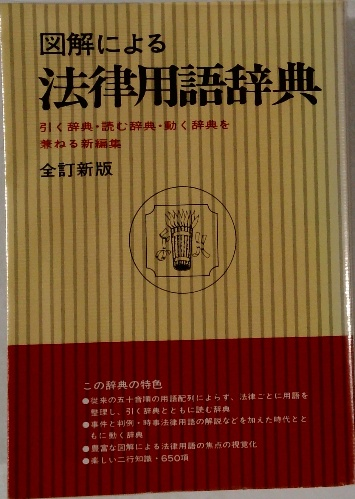 図解による
法律用語辞典
引く辞典・読む辞典・動く辞典を
兼ねる新編集
全訂新版
この辞典の特色
●従来の五十音順の用語配列によらず、法律ごとに用語を
整理し、引く辞典とともに読む辞典
●事件と判例・時事法律用語の解説などを加えた時代とと
もに動く辞典
●豊富な図解による法律用語の焦点の視覚化
●楽しい二行知識・650項